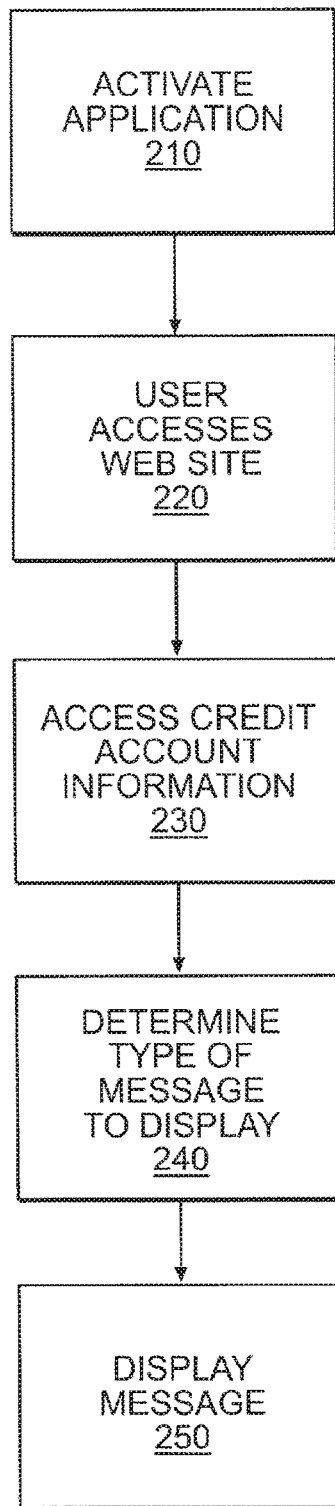 ACTIVATE
APPLICATION
210
USER
ACCESSES
WEB SITE
220
ACCESS CREDIT
ACCOUNT
INFORMATION
230
DETERMINE
TYPE OF
MESSAGE
TO DISPLAY
240
DISPLAY
MESSAGE
250